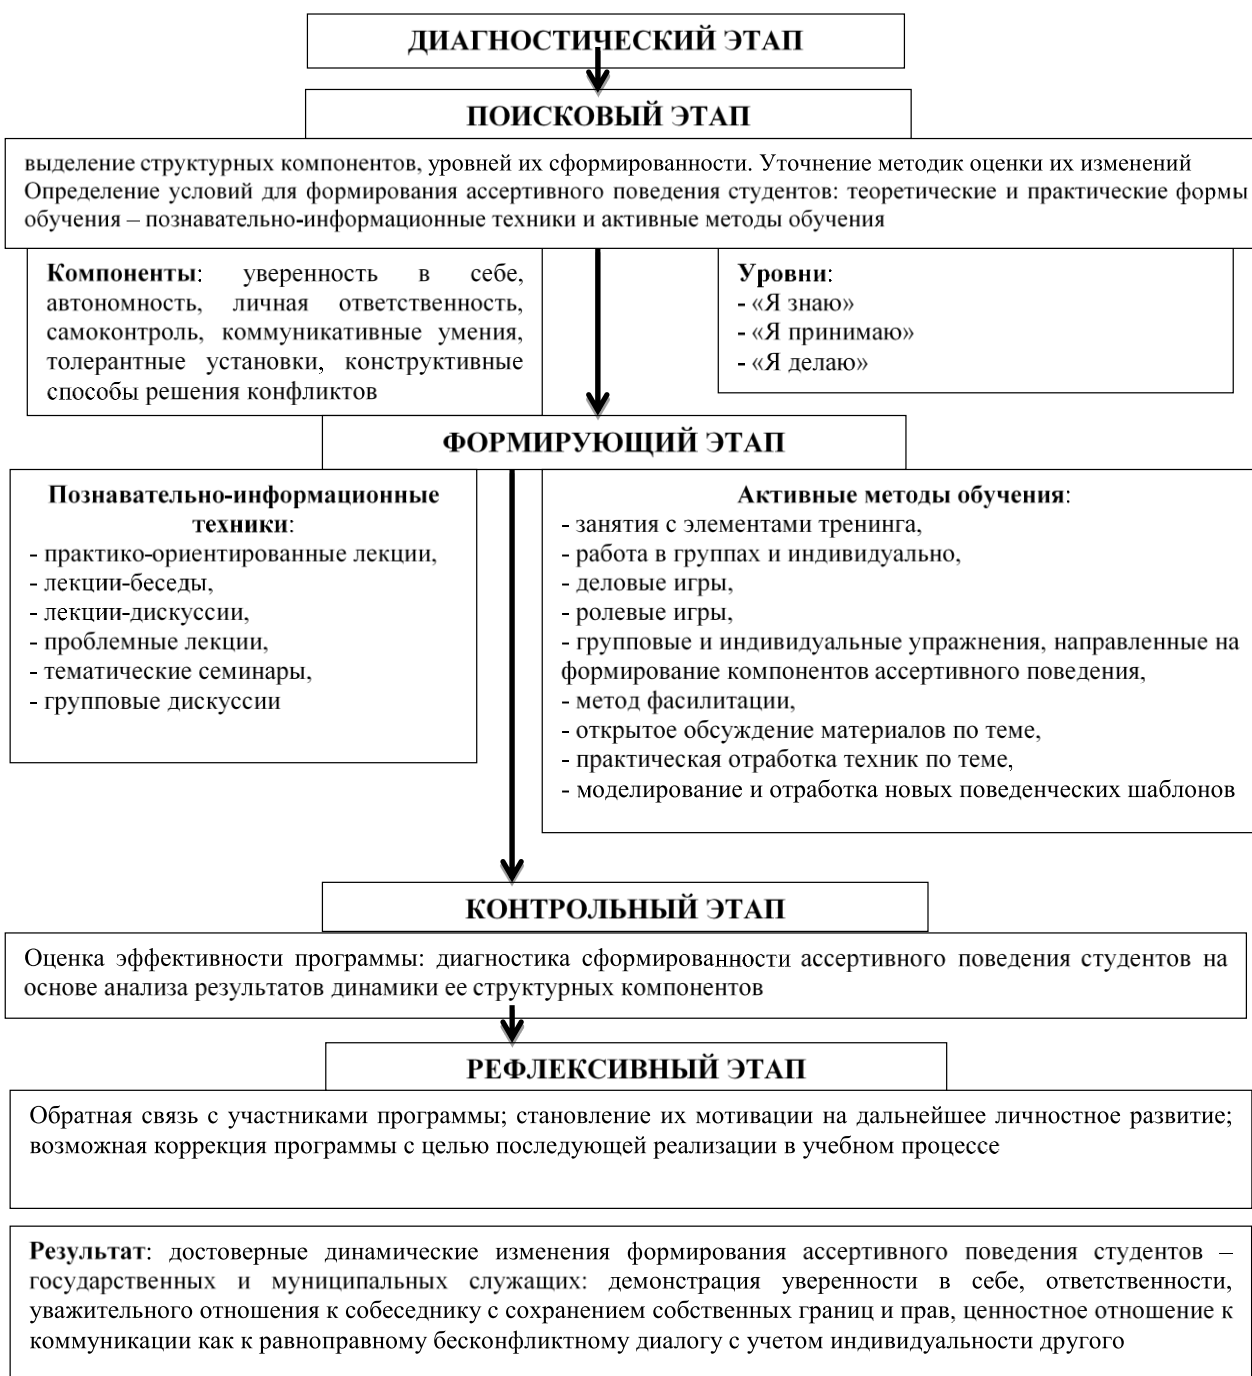 ДИАГНОСТИЧЕСКИЙ ЭТАП
ПОИСКОВЫЙ ЭТАП
выделение структурных компонентов, уровней их сформированности. Уточнение методик оценки их изменений
Определение условий для формирования ассертивного поведения студентов: теоретические и практические формы
обучения – познавательно-информационные техники и активные методы обучения
Компоненты: уверенность в себе,
автономность, личная ответственность,
самоконтроль, коммуникативные умения,
толерантные установки, конструктивные
способы решения конфликтов
Уровни:
- «Я знаю»
- «Я принимаю»
- «Я делаю»
ФОРМИРУЮЩИЙ ЭТАП
Познавательно-информационные
техники:
- практико-ориентированные лекции,
- лекции-беседы,
- лекции-дискуссии,
- проблемные лекции,
- тематические семинары,
- групповые дискуссии
Активные методы обучения:
- занятия с элементами тренинга,
- работа в группах и индивидуально,
- деловые игры,
- ролевые игры,
- групповые и индивидуальные упражнения, направленные на
формирование компонентов ассертивного поведения,
- метод фасилитации,
- открытое обсуждение материалов по теме,
- практическая отработка техник по теме,
- моделирование и отработка новых поведенческих шаблонов
КОНТРОЛЬНЫЙ ЭТАП
Оценка эффективности программы: диагностика сформированности ассертивного поведения студентов на
основе анализа результатов динамики ее структурных компонентов
РЕФЛЕКСИВНЫЙ ЭТАП
Обратная связь с участниками программы; становление их мотивации на дальнейшее личностное развитие;
возможная коррекция программы с целью последующей реализации в учебном процессе
Результат: достоверные динамические изменения формирования ассертивного поведения студентов –
государственных и муниципальных служащих: демонстрация уверенности в себе, ответственности,
уважительного отношения к собеседнику с сохранением собственных границ и прав, ценностное отношение к
коммуникации как к равноправному бесконфликтному диалогу с учетом индивидуальности другого